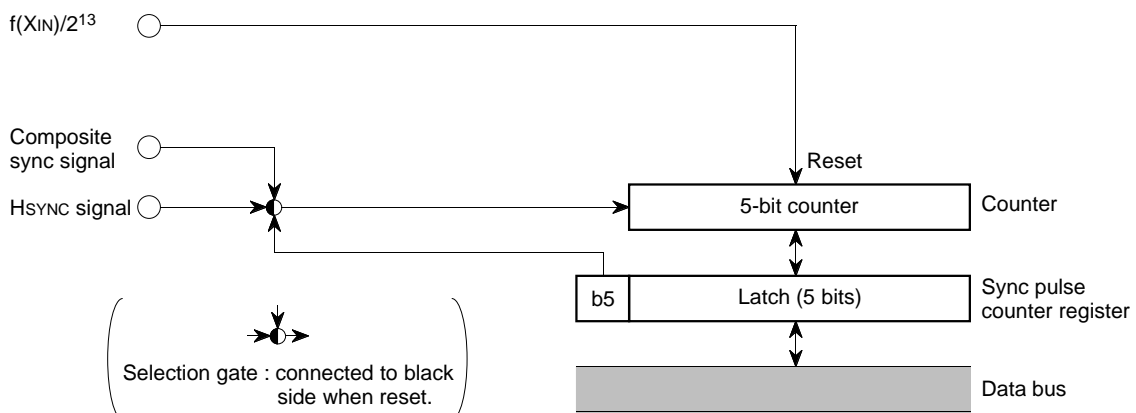 f(XIN)/2¹³
Composite
sync signal
Reset
HSYNC signal
5-bit counter
Counter
b5
Latch (5 bits)
Sync pulse
counter register
Selection gate : connected to black
side when reset.
Data bus